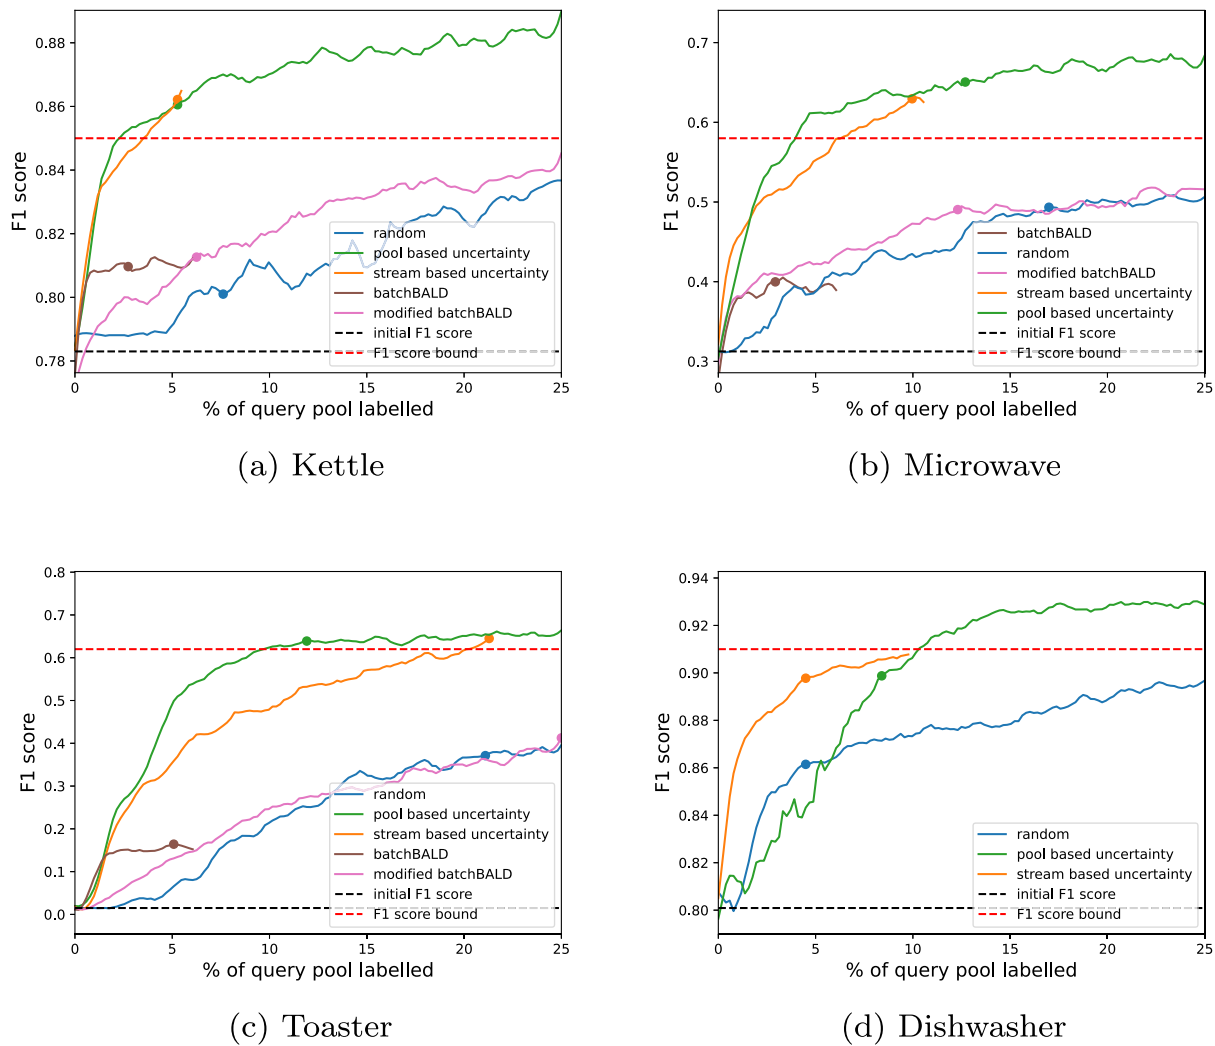 0.88
0.86
0.84
0.82
0.80
0.78
F1 score
random
pool based uncertainty
stream based uncertainty
batchBALD
modified batchBALD
initial F1 score
F1 score bound
0 5 10 15 20 25
% of query pool labelled
(a) Kettle
0.7
0.6
0.5
0.4
0.3
F1 score
batchBALD
random
modified batchBALD
stream based uncertainty
pool based uncertainty
initial F1 score
F1 score bound
0 5 10 15 20 25
% of query pool labelled
(b) Microwave
0.8
0.7
0.6
0.5
0.4
0.3
0.2
0.1
0.0
F1 score
random
pool based uncertainty
stream based uncertainty
batchBALD
modified batchBALD
initial F1 score
F1 score bound
0 5 10 15 20 25
% of query pool labelled
(c) Toaster
0.94
0.92
0.90
0.88
0.86
0.84
0.82
0.80
F1 score
random
pool based uncertainty
stream based uncertainty
initial F1 score
F1 score bound
0 5 10 15 20 25
% of query pool labelled
(d) Dishwasher